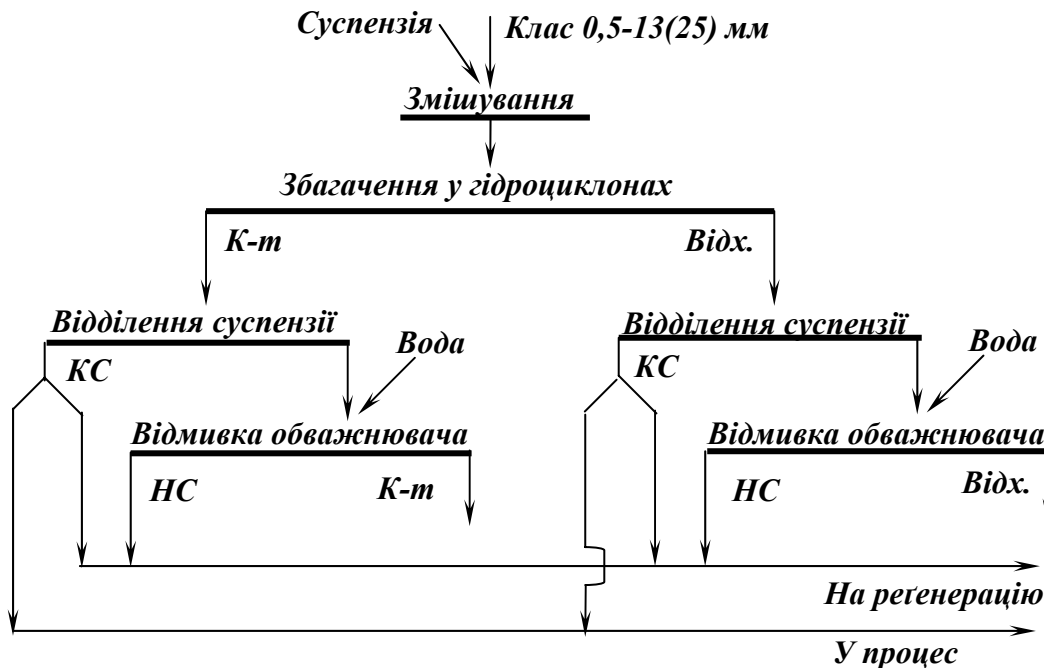 Суспензія
Клас 0,5-13(25) мм
Змішування
Збагачення у гідроциклонах
К-т
Відх.
Відділення суспензії
Відділення суспензії
Вода
Вода
КС
КС
Відмивка обважнювача
Відмивка обважнювача
НС
К-т
НС
Відх.
На реґенерацію
У процес